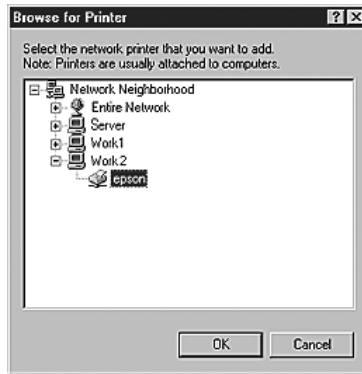 Browse for Printer
Select the network printer that you want to add.
Note: Printers are usually attached to computers.
Network Neighborhood
Entire Network
Server
Work1
Work2
epson
OK
Cancel